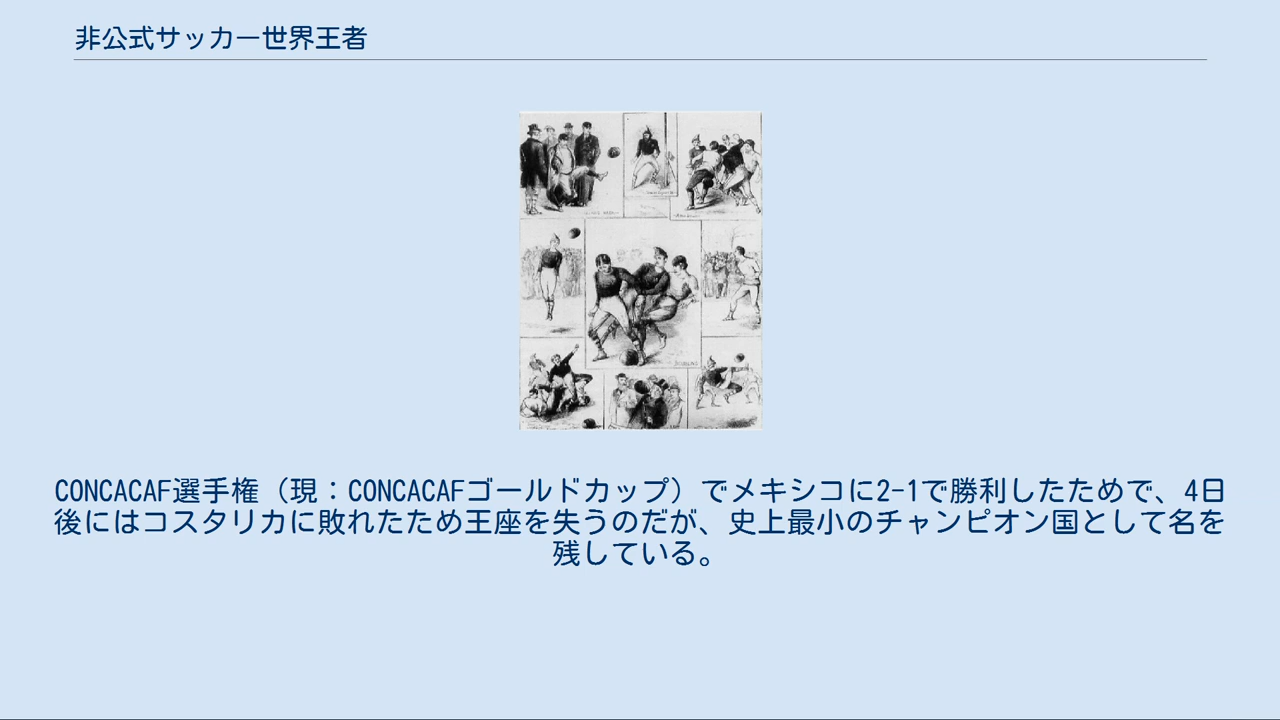 非公式サッカー世界王者
CONCACAF選手権（現：CONCACAFゴールドカップ）でメキシコに2-1で勝利したためで、4日
後にはコスタリカに敗れたため王座を失うのだが、史上最小のチャンピオン国として名を
残している。